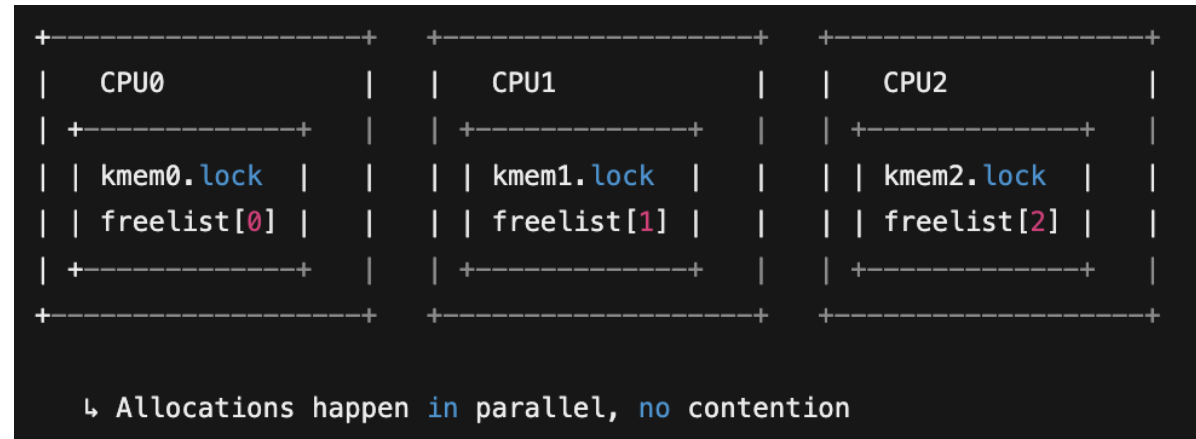 +-------------------+   +-------------------+   +-------------------+
|   CPU0            |   |   CPU1            |   |   CPU2            |
| +-------------+   |   | +-------------+   |   | +-------------+   |
| | kmem0.lock  |   |   | | kmem1.lock  |   |   | | kmem2.lock  |   |
| | freelist[0] |   |   | | freelist[1] |   |   | | freelist[2] |   |
| +-------------+   |   | +-------------+   |   | +-------------+   |
+-------------------+   +-------------------+   +-------------------+
↳ Allocations happen in parallel, no contention